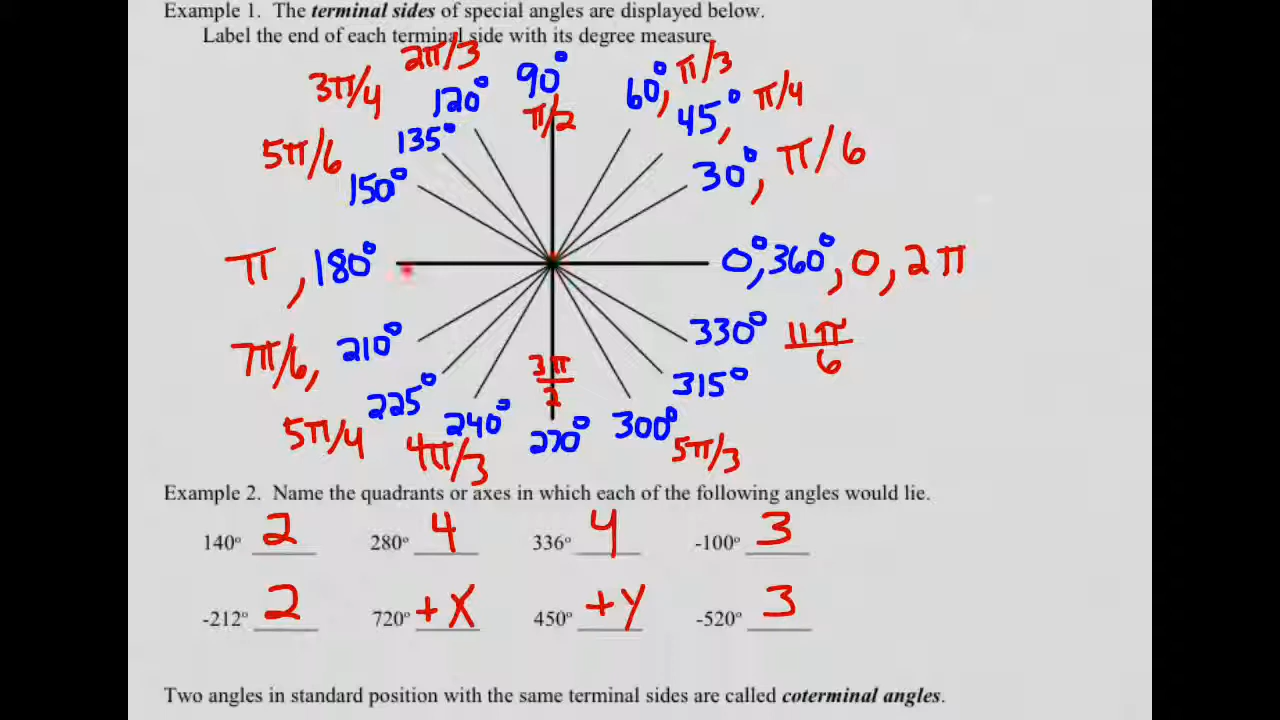 Example 1. The terminal sides of special angles are displayed below.
Label the end of each terminal side with its degree measure.
2π/3
3π/4 120° 90° 60°, π/3
π/2 45°, π/4
135°
5π/6 150° 30°, π/6
π, 180° 0°, 360°, 0, 2π
7π/6, 210° 330° 11π/6
225° 3π/2 315°
5π/4 240° 270° 300°
4π/3 5π/3
Example 2. Name the quadrants or axes in which each of the following angles would lie.
140° 2 280° 4 336° 4 -100° 3
-212° 2 720° +X 450° +Y -520° 3
Two angles in standard position with the same terminal sides are called coterminal angles.